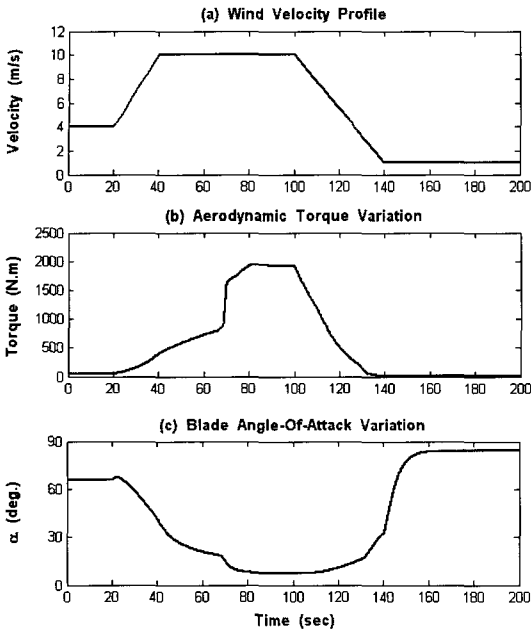 (a) Wind Velocity Profile
Velocity (m/s)
12
10
8
6
4
2
0
0 20 40 60 80 100 120 140 160 180 200
(b) Aerodynamic Torque Variation
Torque (N.m)
2500
2000
1500
1000
500
0
0 20 40 60 80 100 120 140 160 180 200
(c) Blade Angle-Of-Attack Variation
α (deg.)
90
60
30
0
0 20 40 60 80 100 120 140 160 180 200
Time (sec)